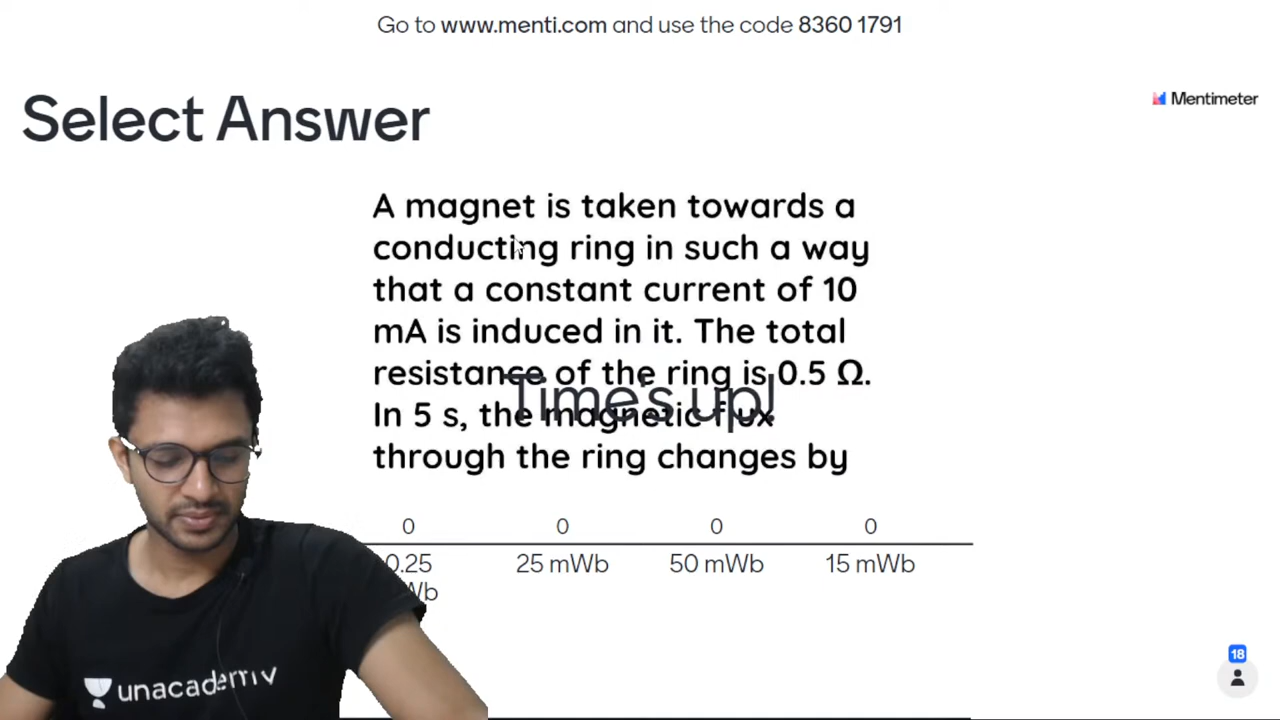 Go to www.menti.com and use the code 8360 1791
Select Answer
Mentimeter
A magnet is taken towards a
conducting ring in such a way
that a constant current of 10
mA is induced in it. The total
resistance of the ring is 0.5 Ω.
In 5 s, the magnetic flux
through the ring changes by
Time's up!
0 0 0 0
0.25 25 mWb 50 mWb 15 mWb
unacademy
18